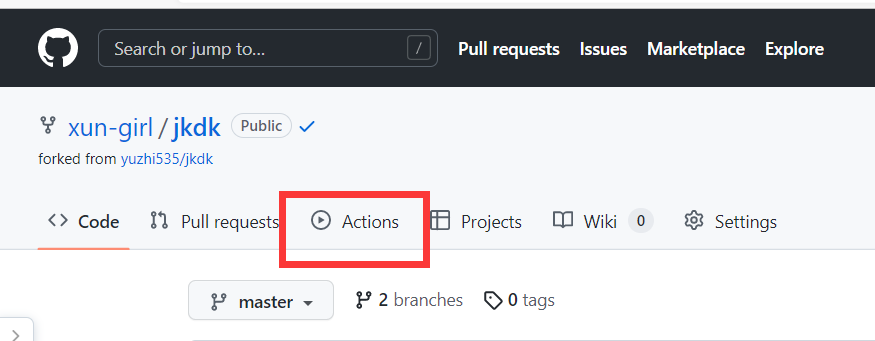 Search or jump to... / Pull requests Issues Marketplace Explore
xun-girl / jkdk Public
forked from yuzhi535/jkdk
Code Pull requests Actions Projects Wiki 0 Settings
master 2 branches 0 tags